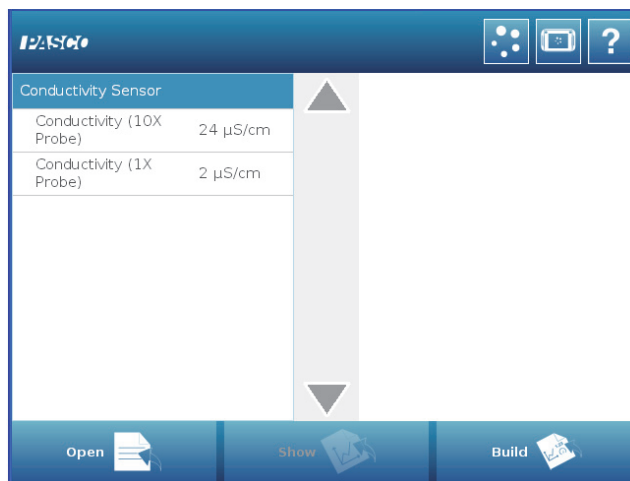 PASCO
?
Conductivity Sensor
Conductivity (10X
Probe)
24 μS/cm
Conductivity (1X
Probe)
2 μS/cm
Open
Show
Build